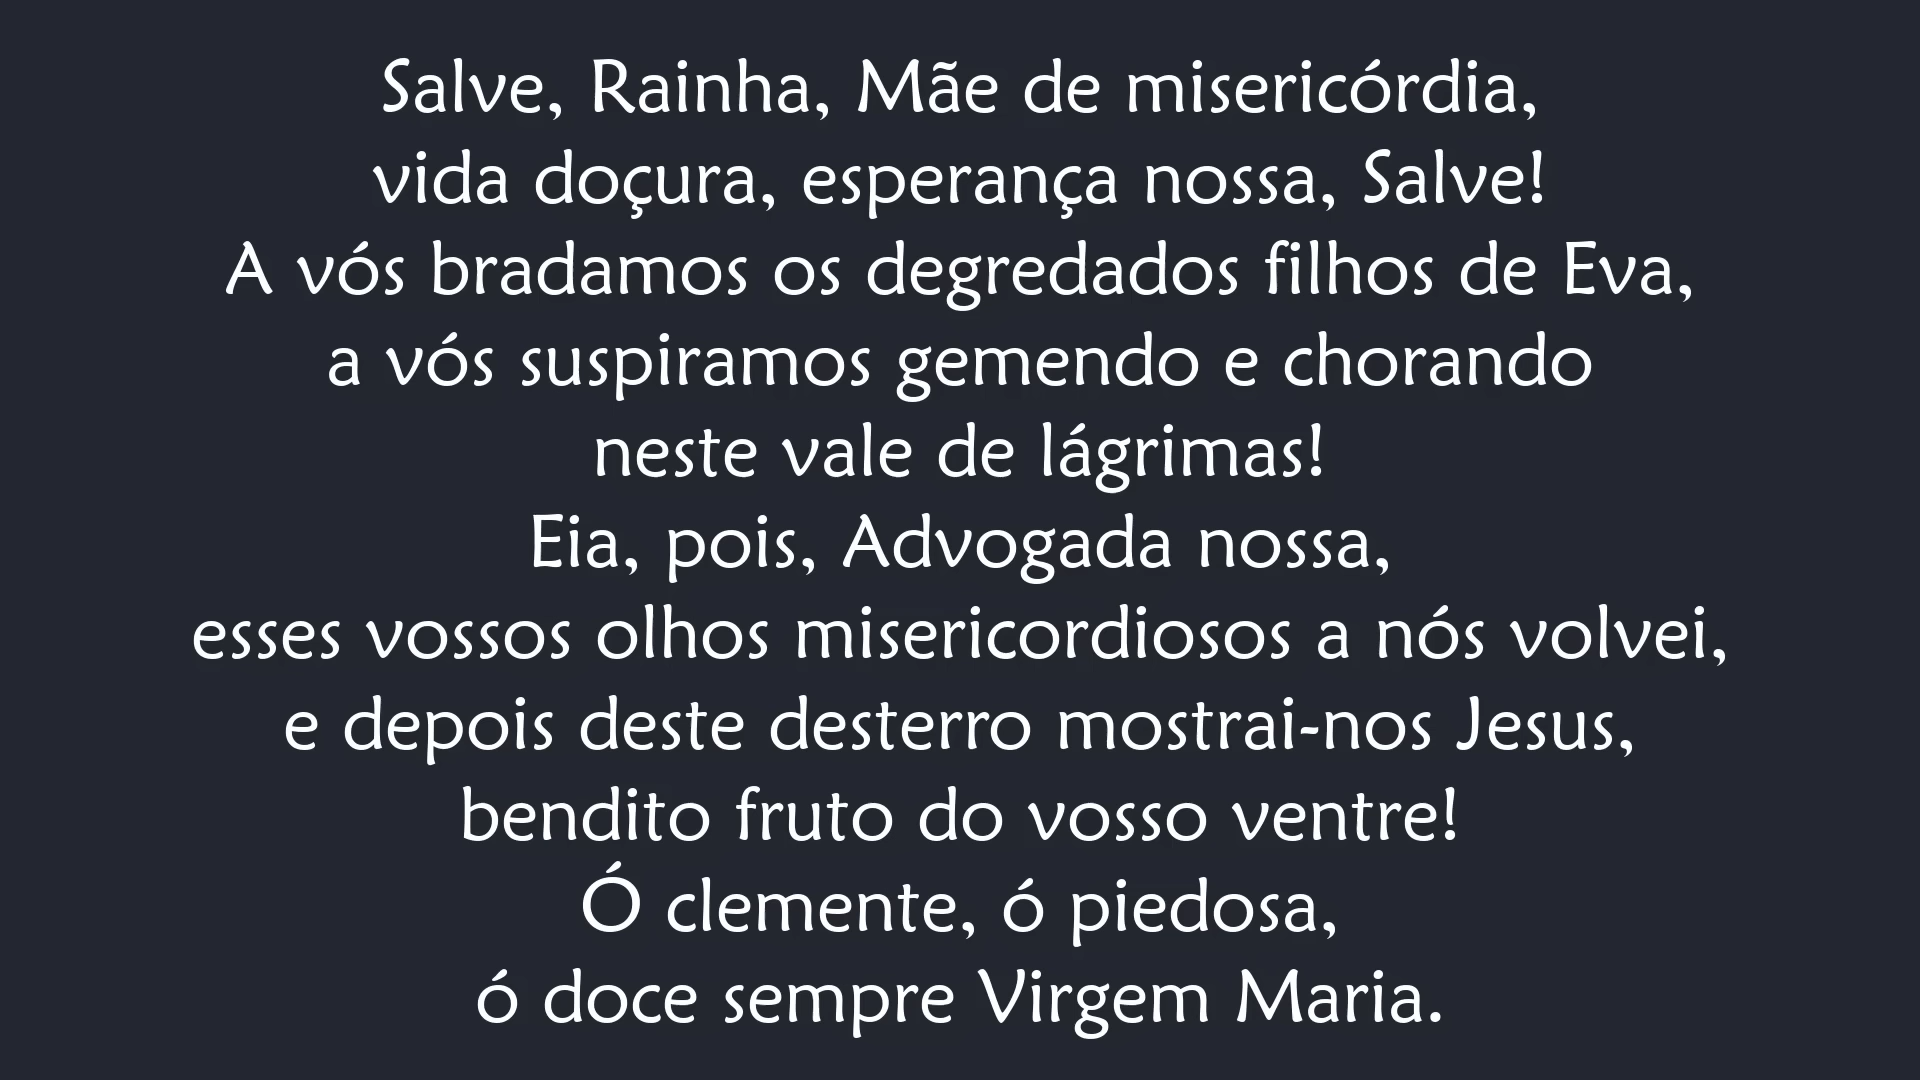 Salve, Rainha, Mãe de misericórdia,
vida doçura, esperança nossa, Salve!
A vós bradamos os degredados filhos de Eva,
a vós suspiramos gemendo e chorando
neste vale de lágrimas!
Eia, pois, Advogada nossa,
esses vossos olhos misericordiosos a nós volvei,
e depois deste desterro mostrai-nos Jesus,
bendito fruto do vosso ventre!
Ó clemente, ó piedosa,
ó doce sempre Virgem Maria.